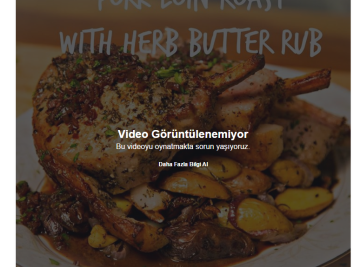 PORK LOIN ROAST
WITH HERB BUTTER RUB
Video Görüntülenemiyor
Bu videoyu oynatmakta sorun yaşıyoruz.
Daha Fazla Bilgi Al